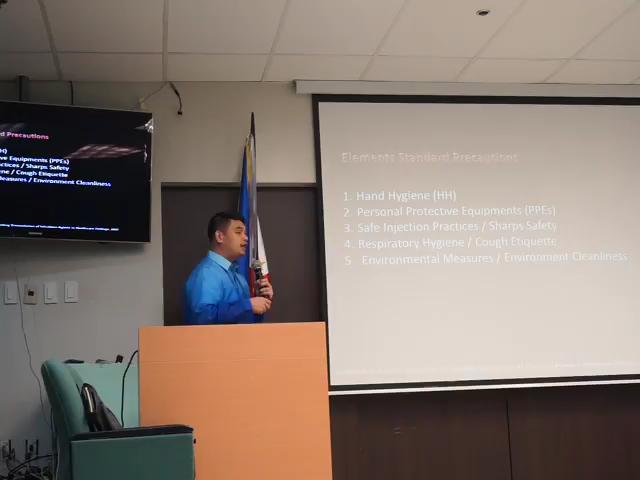 d Precautions
H)
ve Equipments (PPEs)
actices / Sharps Safety
ne / Cough Etiquette
Measures / Environment Cleanliness
Elements Standard Precautions
1. Hand Hygiene (HH)
2. Personal Protective Equipments (PPEs)
3. Safe Injection Practices / Sharps Safety
4. Respiratory Hygiene / Cough Etiquette
5 Environmental Measures / Environment Cleanliness